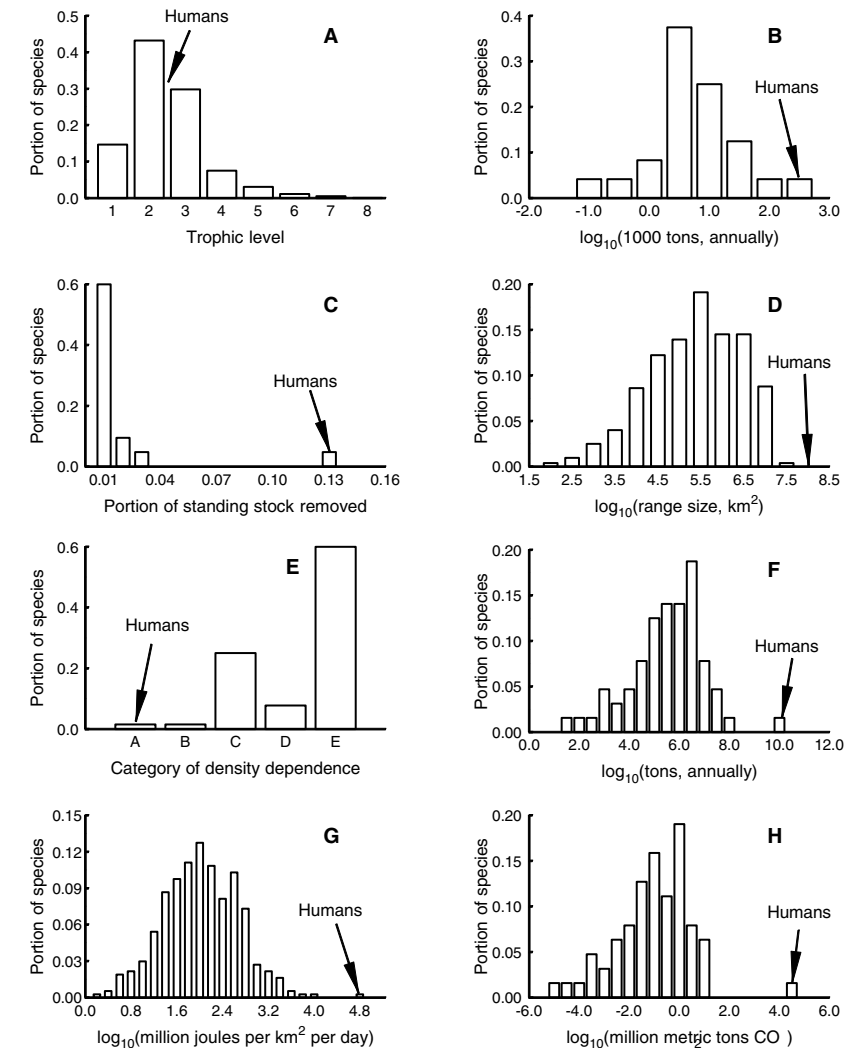 Humans
A
Portion of species
0.5
0.4
0.3
0.2
0.1
0.0
1 2 3 4 5 6 7 8
Trophic level
Humans
B
Portion of species
0.4
0.3
0.2
0.1
0.0
-2.0 -1.0 0.0 1.0 2.0 3.0
log10(1000 tons, annually)
Humans
C
Portion of species
0.6
0.4
0.2
0.0
0.01 0.04 0.07 0.10 0.13 0.16
Portion of standing stock removed
Humans
D
Portion of species
0.20
0.15
0.10
0.05
0.00
1.5 2.5 3.5 4.5 5.5 6.5 7.5 8.5
log10(range size, km2)
Humans
E
Portion of species
0.6
0.4
0.2
0.0
A B C D E
Category of density dependence
Humans
F
Portion of species
0.20
0.15
0.10
0.05
0.00
0.0 2.0 4.0 6.0 8.0 10.0 12.0
log10(tons, annually)
Humans
G
Portion of species
0.15
0.12
0.09
0.06
0.03
0.00
0.0 0.8 1.6 2.4 3.2 4.0 4.8
log10(million joules per km2 per day)
Humans
H
Portion of species
0.20
0.15
0.10
0.05
0.00
-6.0 -4.0 -2.0 0.0 2.0 4.0 6.0
log10(million metric tons CO2)